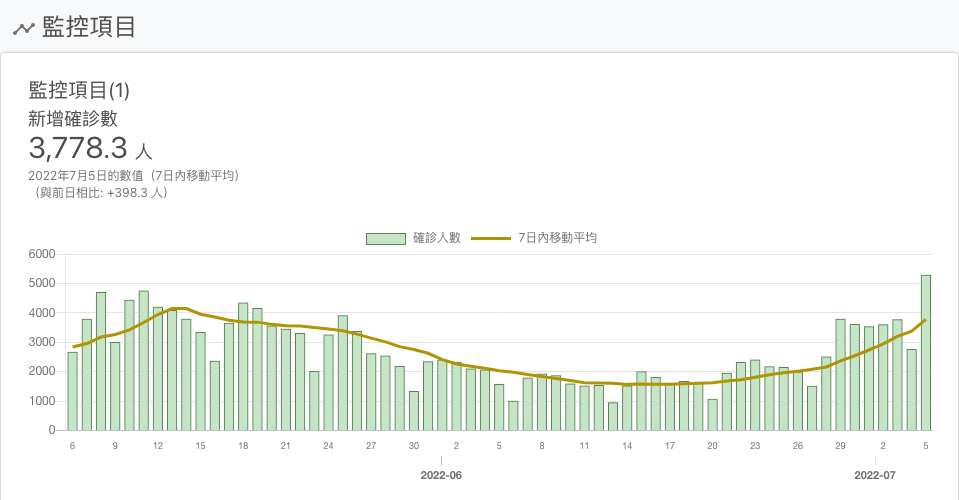 監控項目
監控項目(1)
新增確診數
3,778.3 人
2022年7月5日的數值（7日內移動平均）
（與前日相比: +398.3 人）
確診人數 7日內移動平均
6000
5000
4000
3000
2000
1000
0
6 9 12 15 18 21 24 27 30 2 5 8 11 14 17 20 23 26 29 2 5
2022-06 2022-07